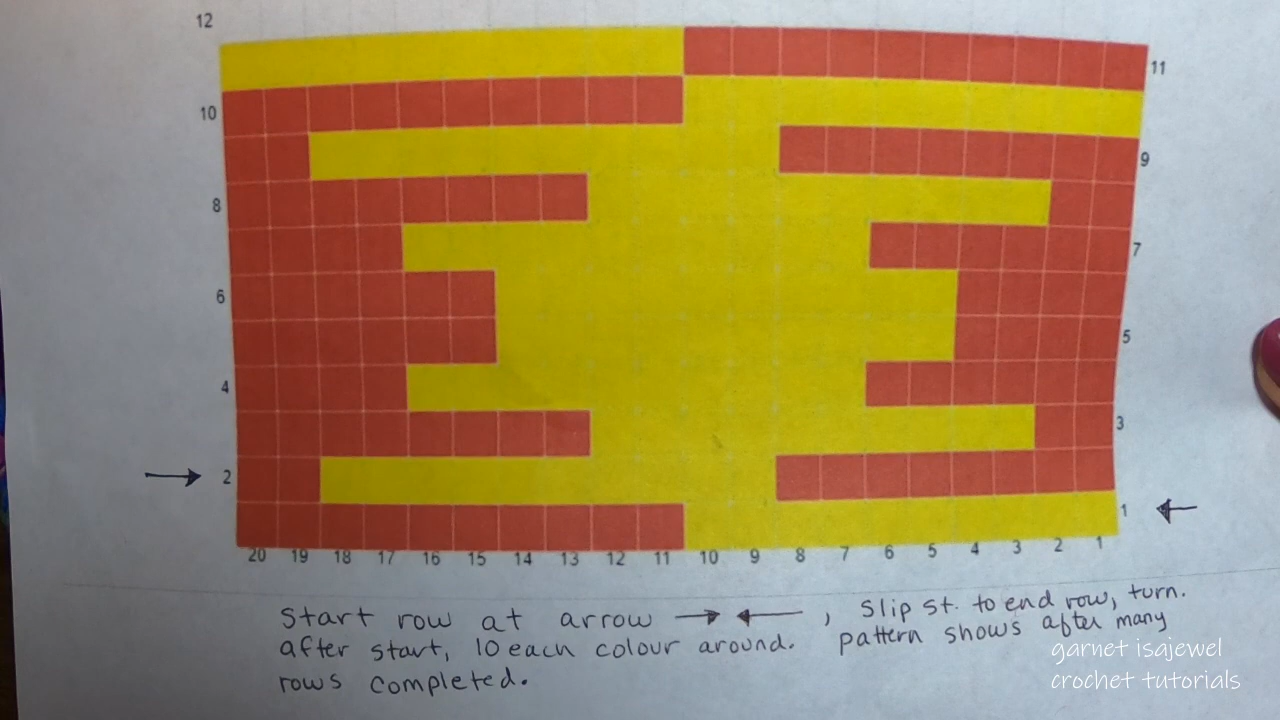 12
11
10
9
8
7
6
5
4
3
2
1
20 19 18 17 16 15 14 13 12 11 10 9 8 7 6 5 4 3 2 1
Start row at arrow → ←, Slip st. to end row, turn.
after start, 10 each colour around. pattern shows after many
rows completed.
garnet isajewel
crochet tutorials